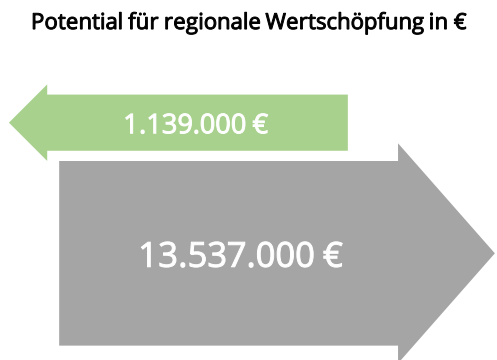 Potential für regionale Wertschöpfung in €
1.139.000 €
13.537.000 €